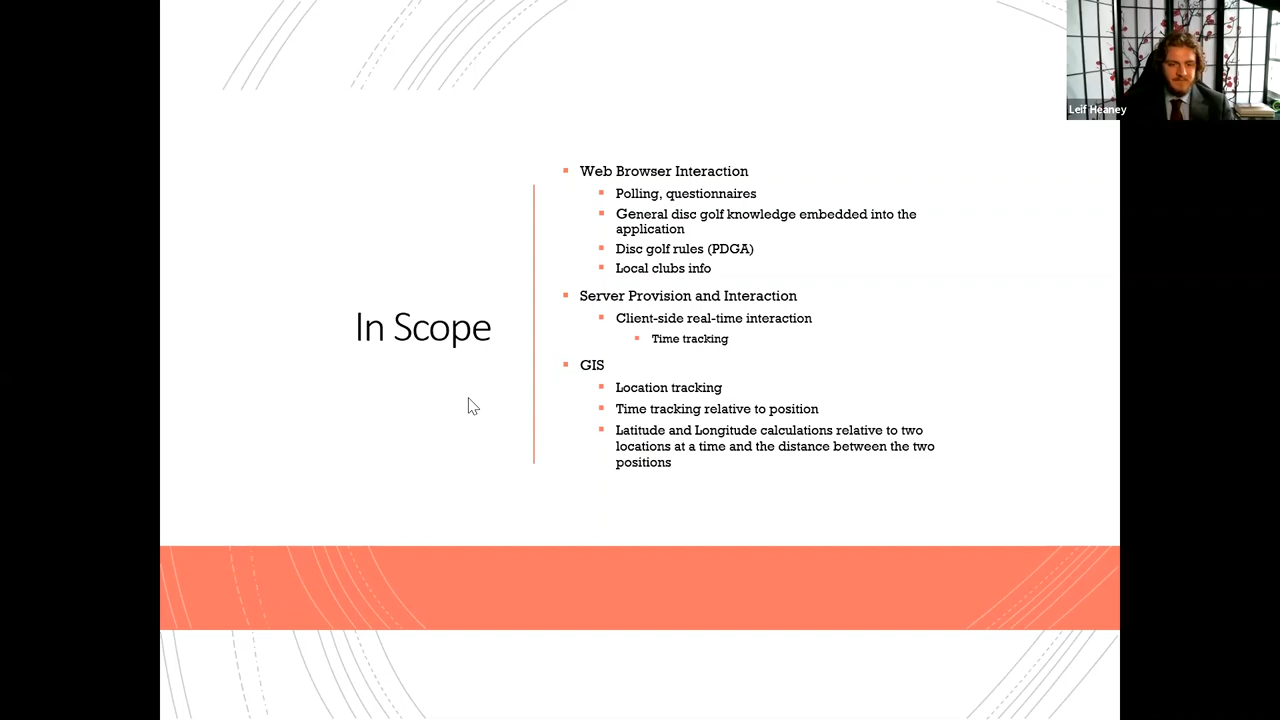 Leif Heaney
In Scope
Web Browser Interaction
Polling, questionnaires
General disc golf knowledge embedded into the
application
Disc golf rules (PDGA)
Local clubs info
Server Provision and Interaction
Client-side real-time interaction
Time tracking
GIS
Location tracking
Time tracking relative to position
Latitude and Longitude calculations relative to two
locations at a time and the distance between the two
positions